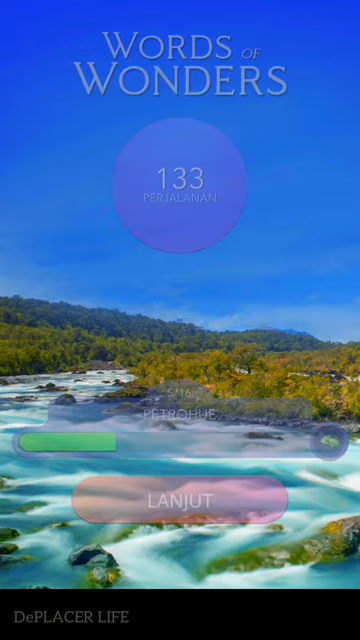 WORDS OF
WONDERS
133
PERJALANAN
5/16
PETROHUE
LANJUT
DePLACER LIFE